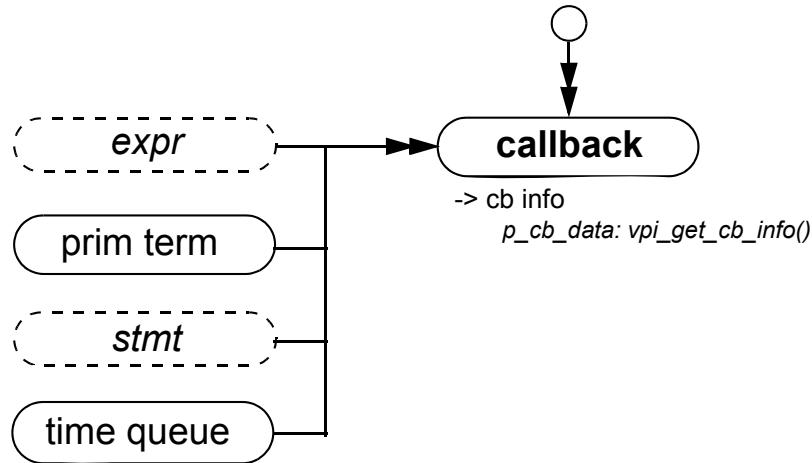 expr
callback
-> cb info
p_cb_data: vpi_get_cb_info()
prim term
stmt
time queue